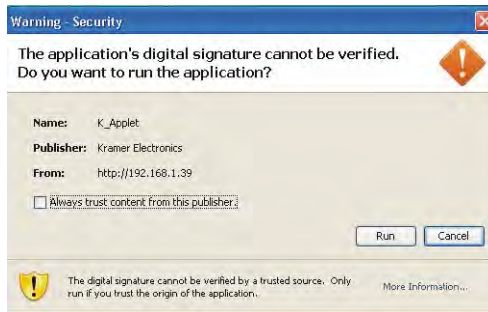 Warning - Security
The application's digital signature cannot be verified.
Do you want to run the application?
Name: K_Applet
Publisher: Kramer Electronics
From: http://192.168.1.39
Always trust content from this publisher.
Run Cancel
The digital signature cannot be verified by a trusted source. Only
run if you trust the origin of the application.
More Information...